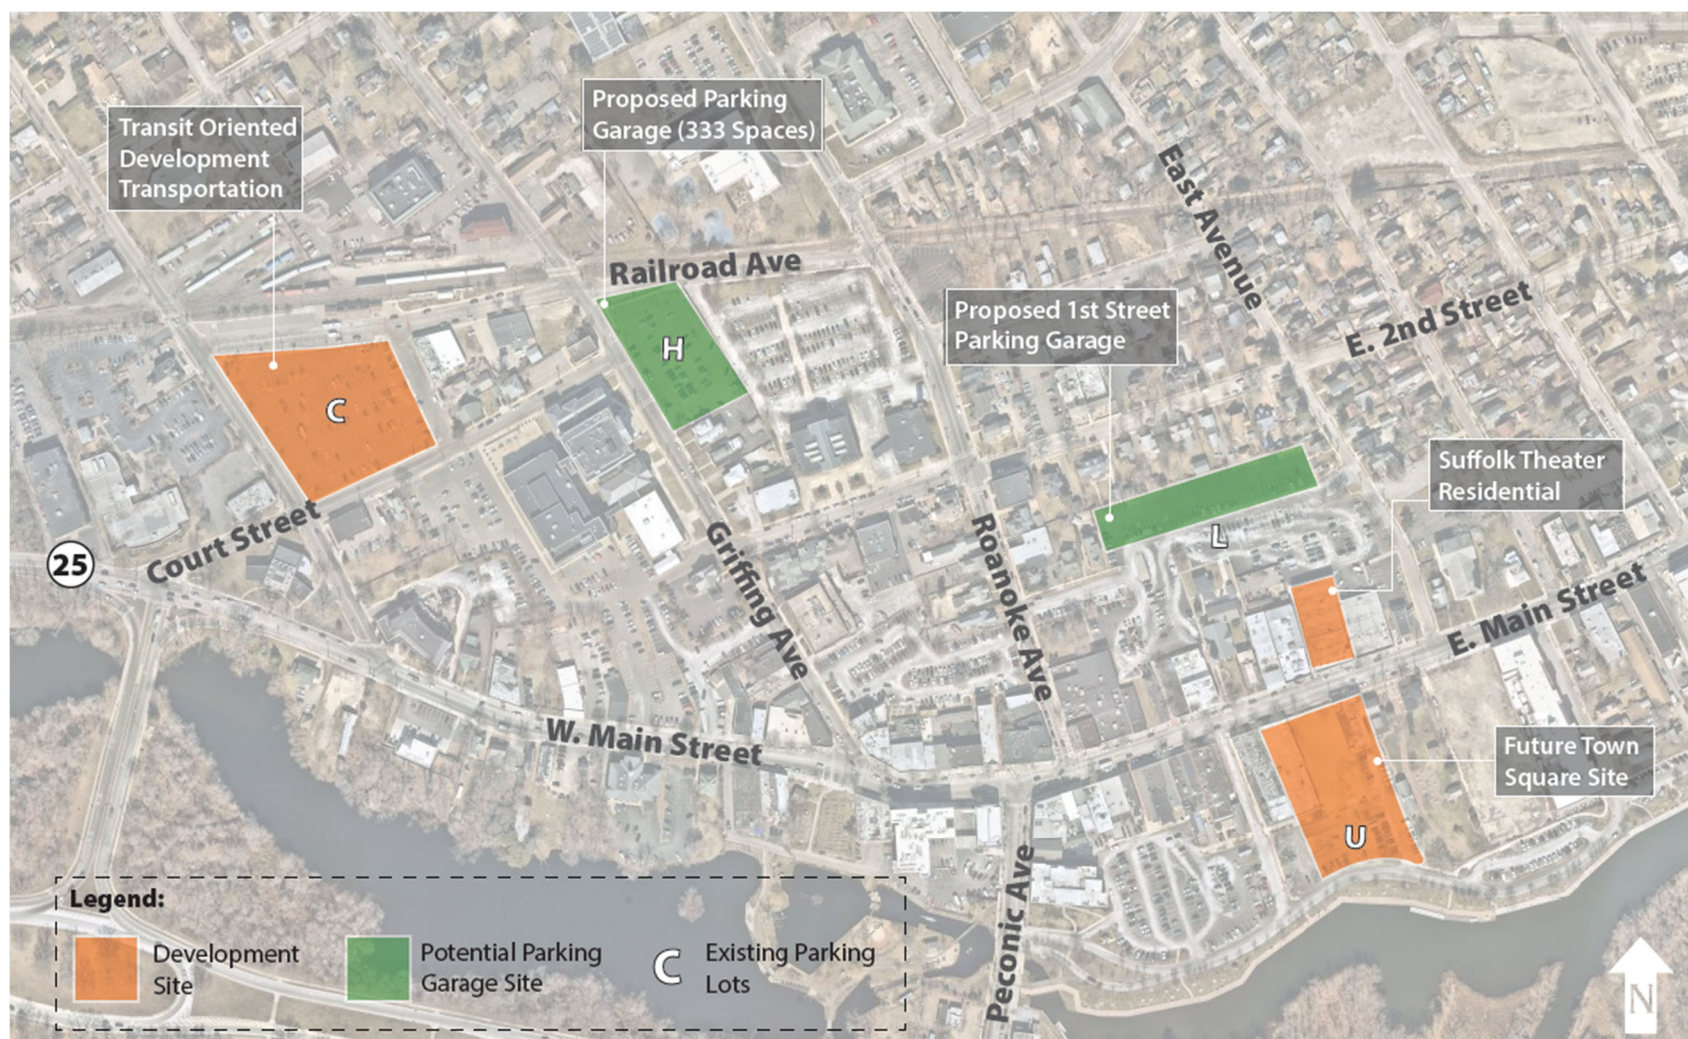 Transit Oriented
Development
Transportation
Proposed Parking
Garage (333 Spaces)
East Avenue
Railroad Ave
H
Proposed 1st Street
Parking Garage
E. 2nd Street
C
Suffolk Theater
Residential
L
Court Street
25
Griffing Ave
Roanoke Ave
E. Main Street
W. Main Street
Future Town
Square Site
U
Peconic Ave
Legend:
Development
Site
Potential Parking
Garage Site
C
Existing Parking
Lots
N